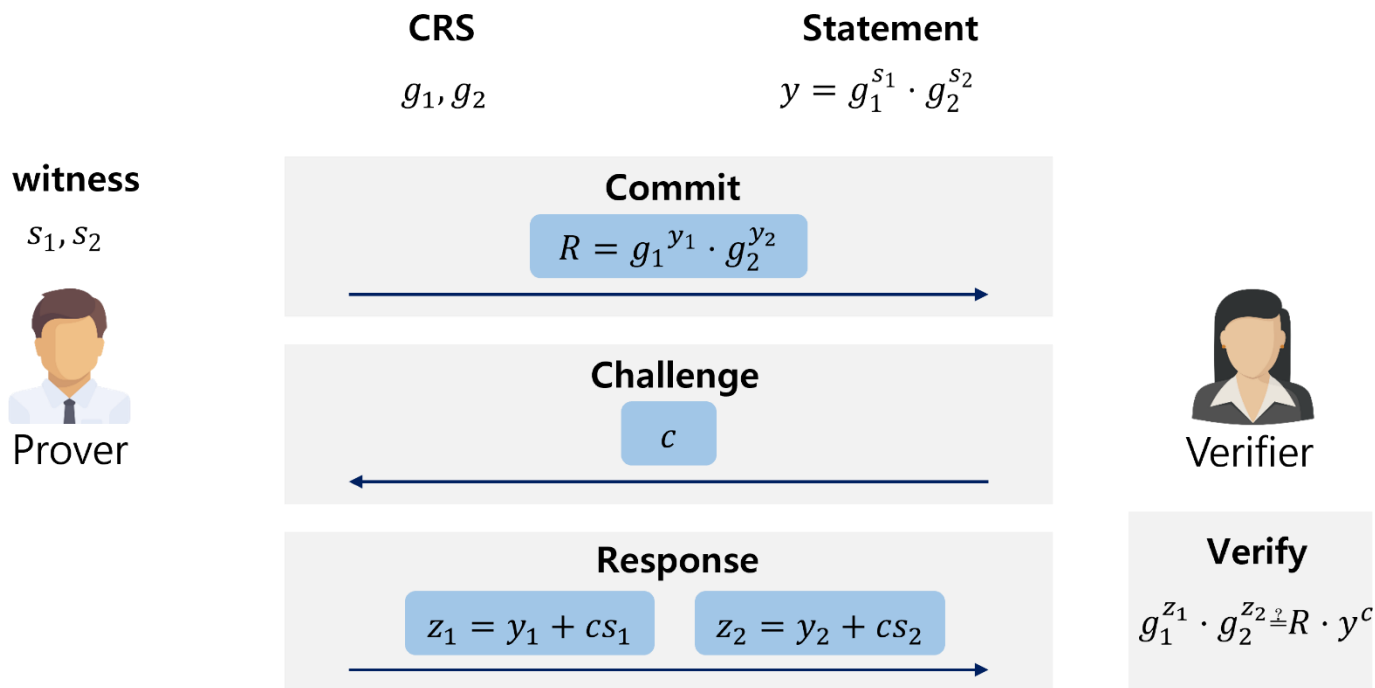 CRS
g₁, g₂
Statement
y = g₁^{s₁} · g₂^{s₂}
witness
s₁, s₂
Prover
Commit
R = g₁^{y₁} · g₂^{y₂}
Challenge
c
Response
z₁ = y₁ + cs₁
z₂ = y₂ + cs₂
Verifier
Verify
g₁^{z₁} · g₂^{z₂} ≟ R · y^c